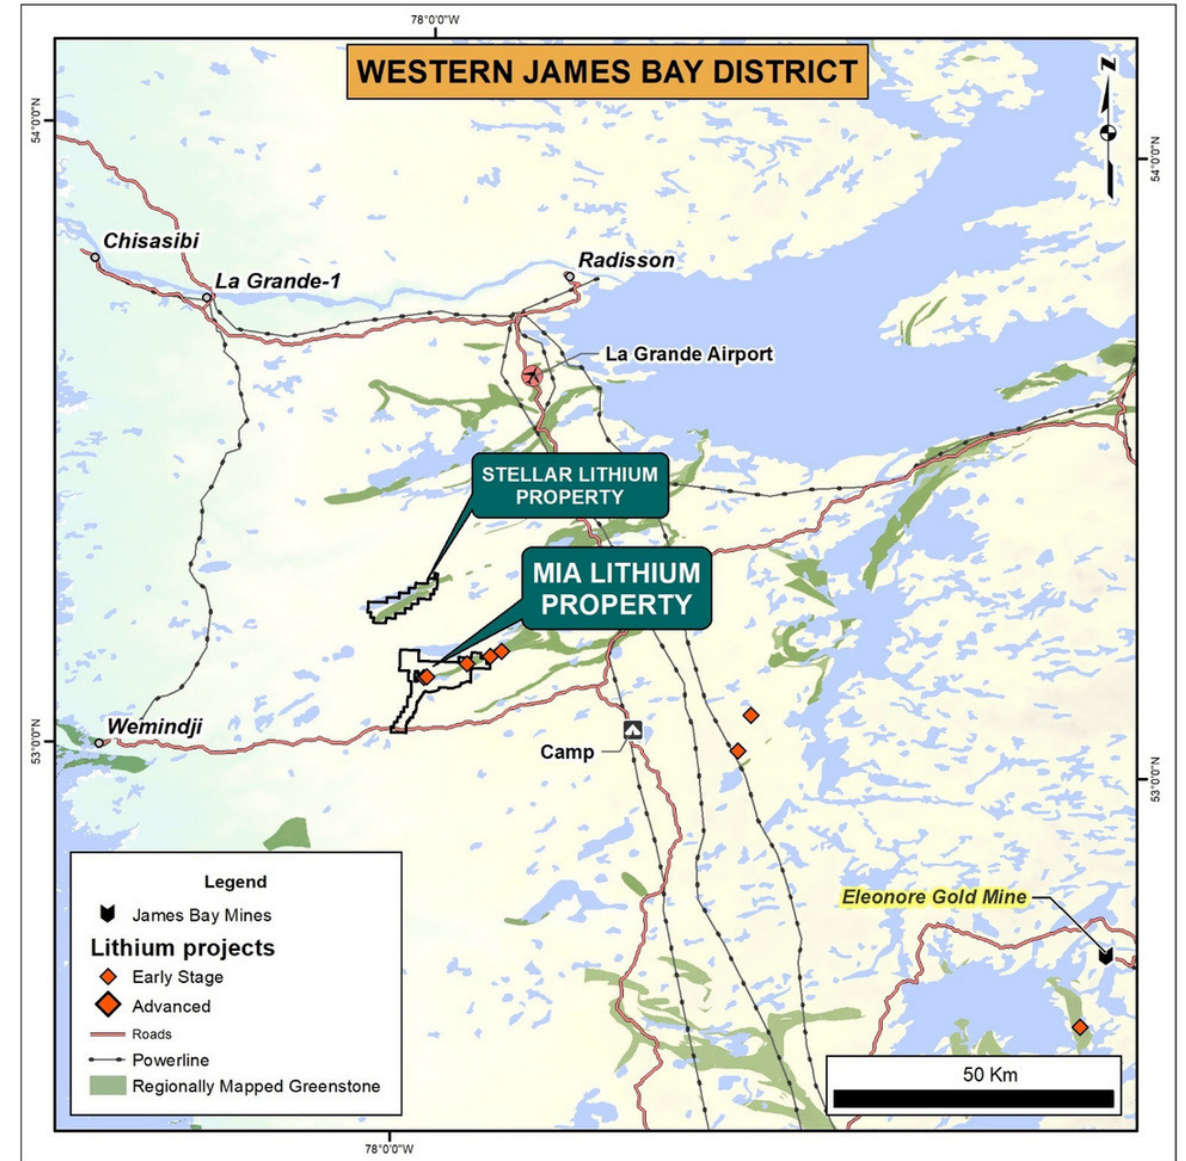 78°0'0"W
WESTERN JAMES BAY DISTRICT
N
54°0'0"N
54°0'0"N
Chisasibi
Radisson
La Grande-1
La Grande Airport
STELLAR LITHIUM
PROPERTY
MIA LITHIUM
PROPERTY
Wemindji
53°0'0"N
Camp
53°0'0"N
Legend
James Bay Mines
Lithium projects
Early Stage
Advanced
Roads
Powerline
Regionally Mapped Greenstone
Eleonore Gold Mine
50 Km
78°0'0"W